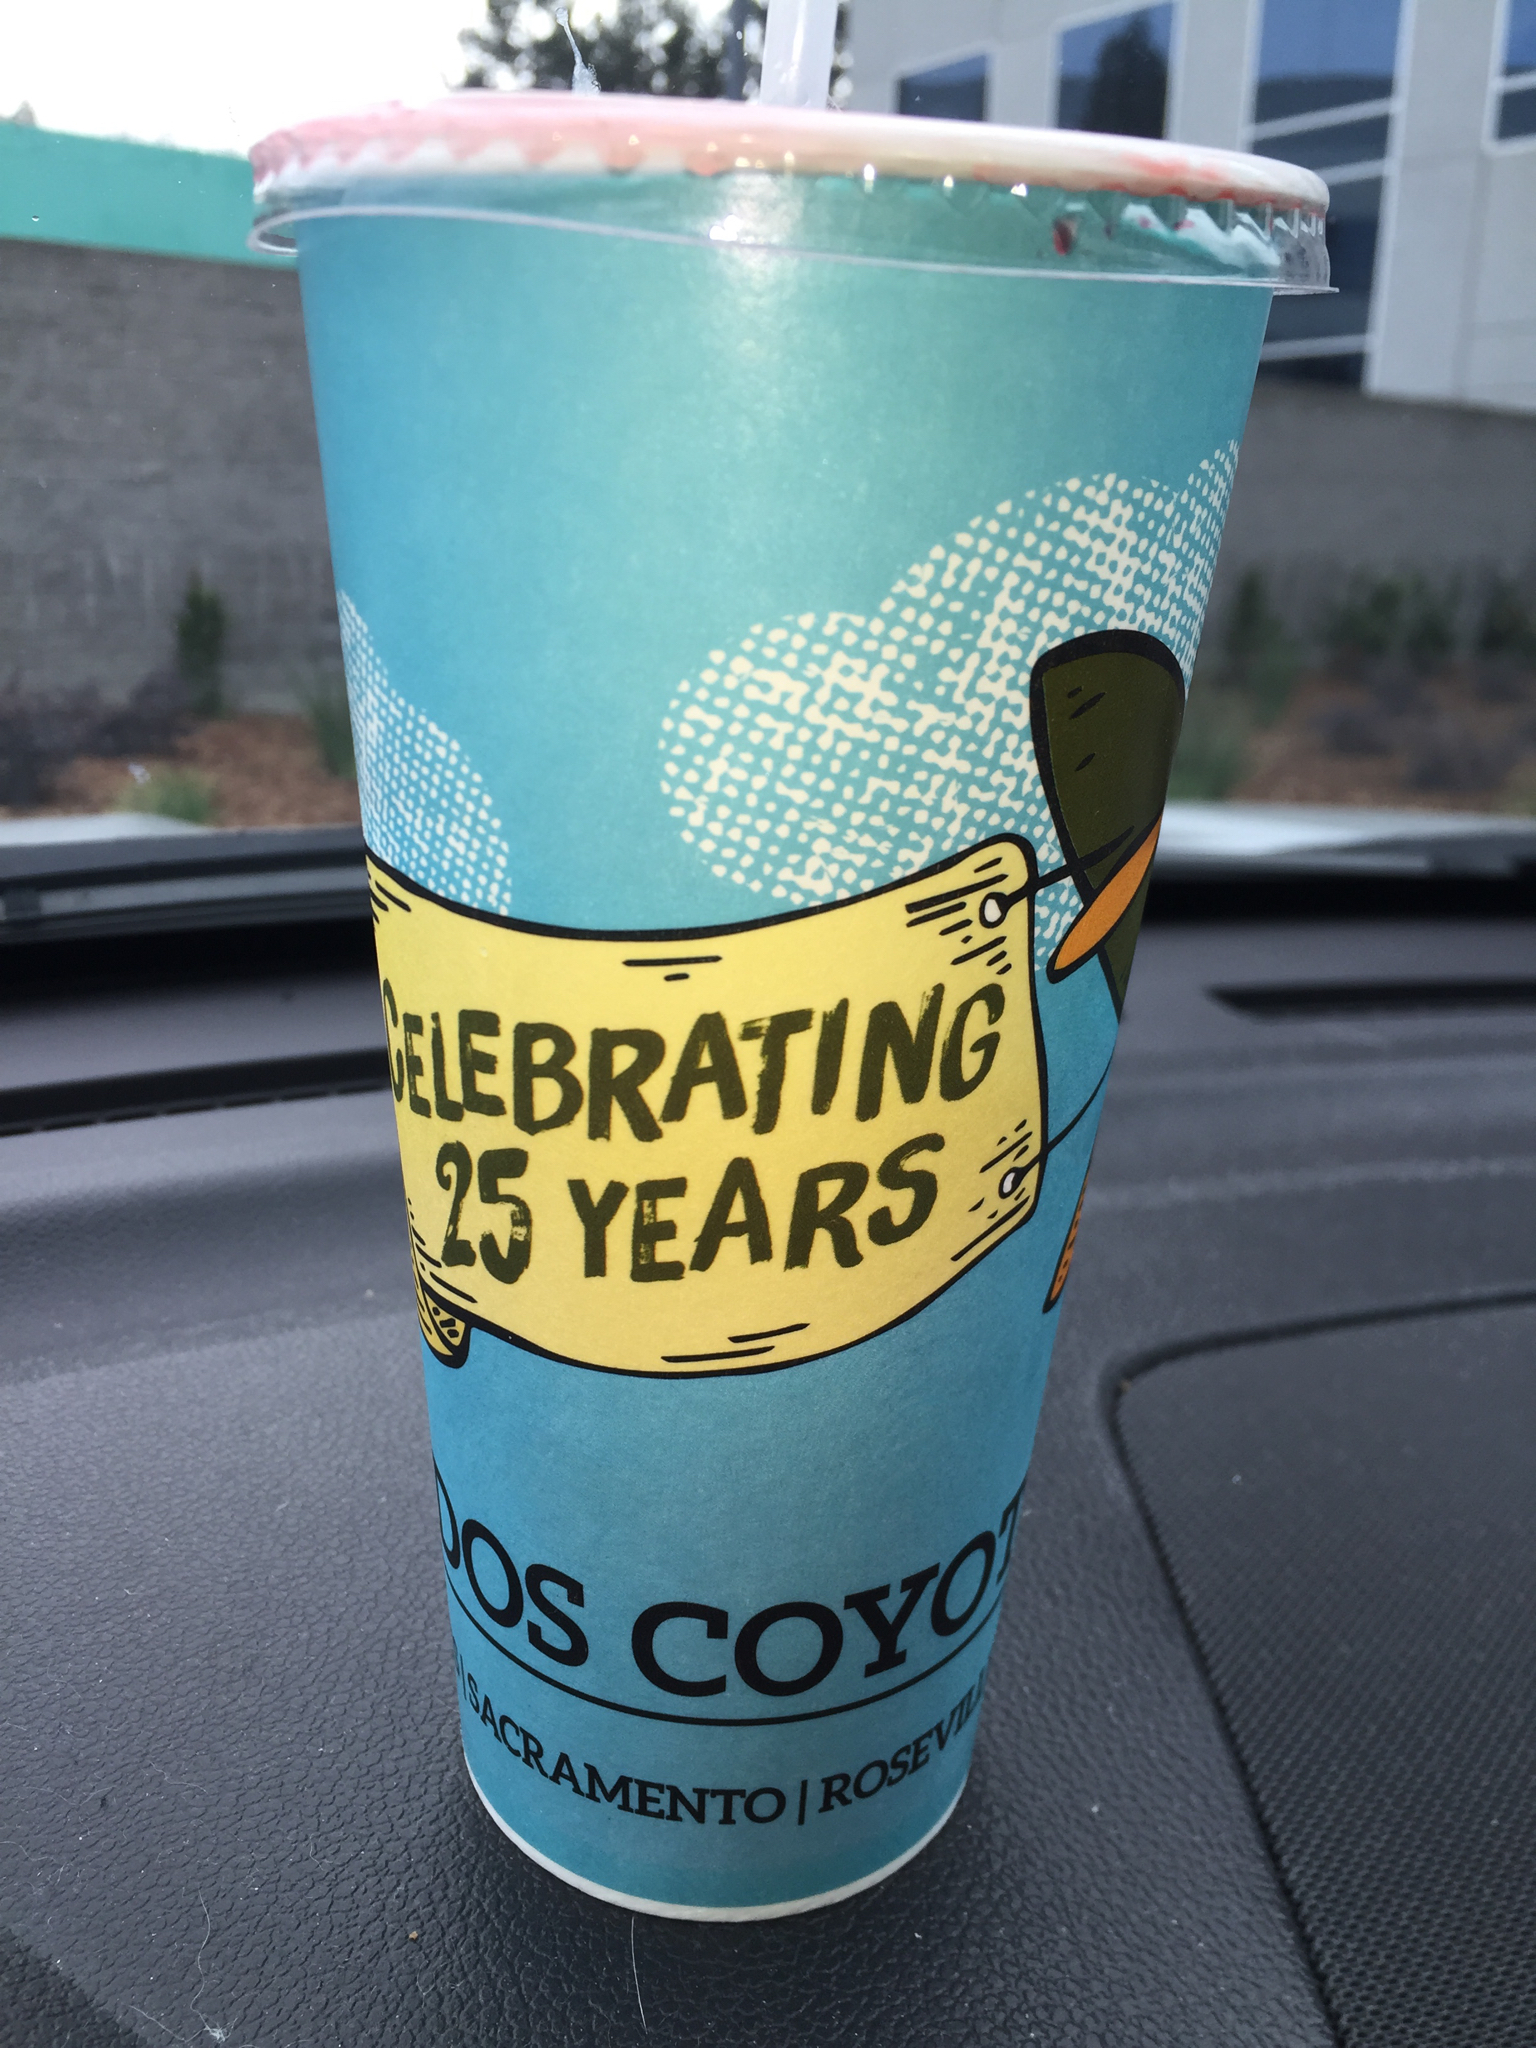 CELEBRATING
25 YEARS
DOS COYOT
| SACRAMENTO | ROSEVIL